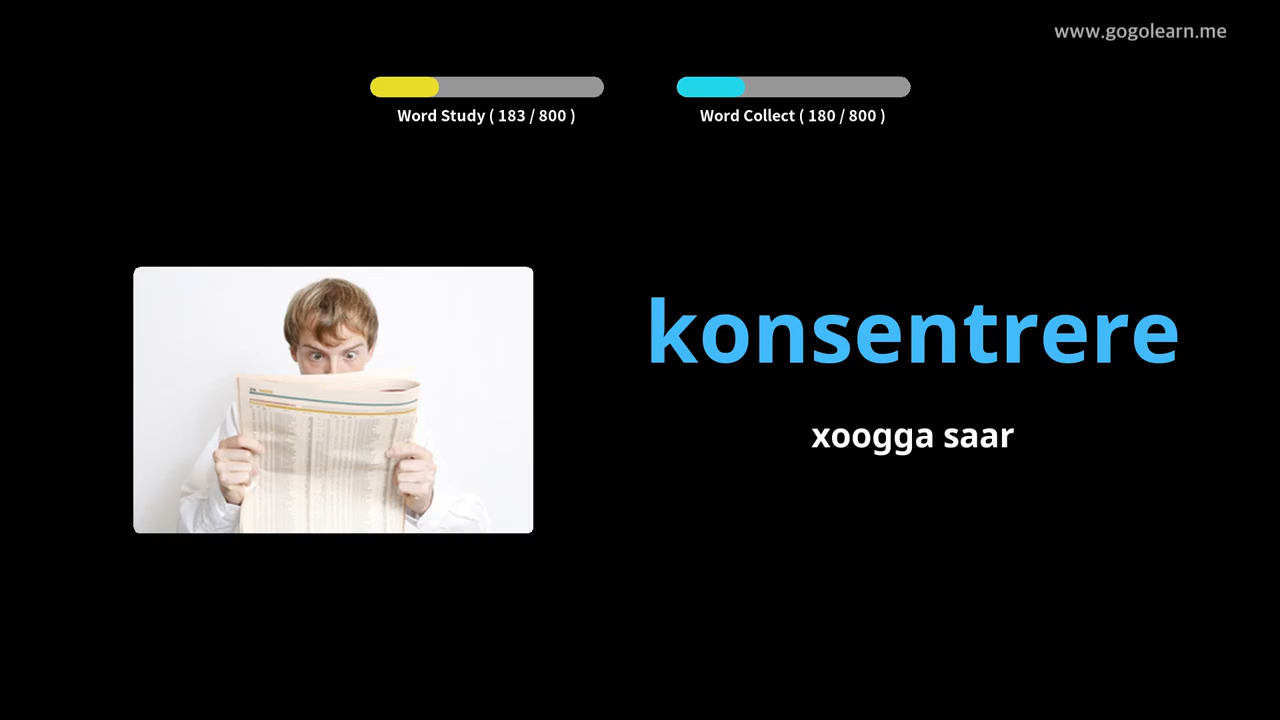 www.gogolearn.me
Word Study ( 183 / 800 )
Word Collect ( 180 / 800 )
konsentrere
xoogga saar